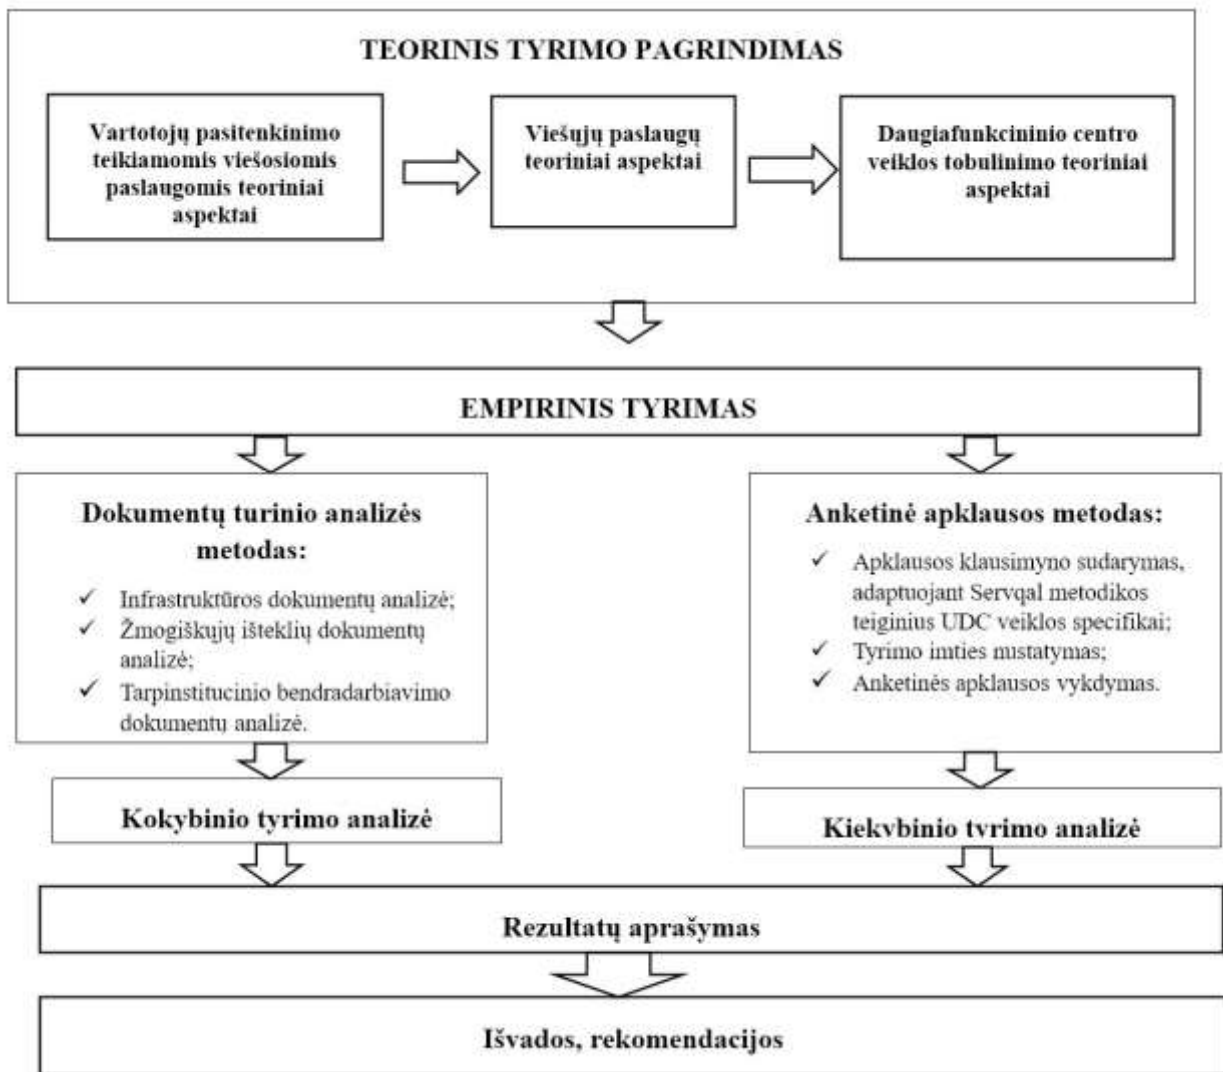 TEORINIS TYRIMO PAGRINDIMAS
Vartotojų pasitenkinimo
teikiamomis viešosiomis
paslaugomis teoriniai
aspektai
Viešųjų paslaugų
teoriniai aspektai
Daugiafunkcininio centro
veiklos tobulinimo teoriniai
aspektai
EMPIRINIS TYRIMAS
Dokumentų turinio analizės
metodas:
✓ Infrastruktūros dokumentų analizė;
✓ Žmogiškųjų išteklių dokumentų
analizė;
✓ Tarpinstitucinio bendradarbiavimo
dokumentų analizė.
Anketinė apklausos metodas:
✓ Apklausos klausimyno sudarymas,
adaptuojant Servqal metodikos
teiginius UDC veiklos specifikai;
✓ Tyrimo imties nustatymas;
✓ Anketinės apklausos vykdymas.
Kokybinio tyrimo analizė
Kiekybinio tyrimo analizė
Rezultatų aprašymas
Išvados, rekomendacijos